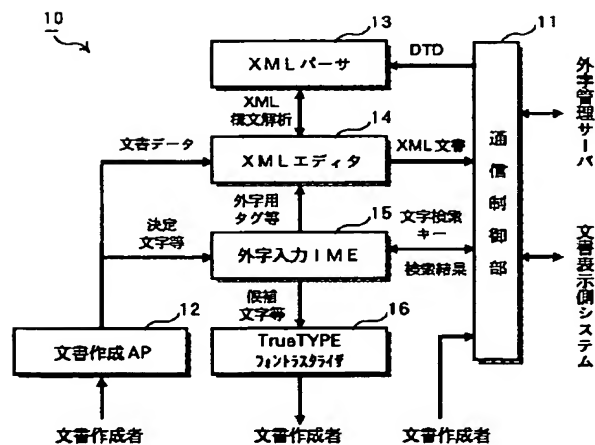 10
13
XMLパーサ
DTD
11
外字管理サーバ
XML
構文解析
14
文書データ
XMLエディタ
XML文書
通信制御部
外字用
タグ等
15
決定
文字等
外字入力IME
文字検索
キー
検索結果
文書表示側システム
候補
文字等
12
16
文書作成AP
TrueTYPE
フォントラスタライザ
文書作成者
文書作成者
文書作成者